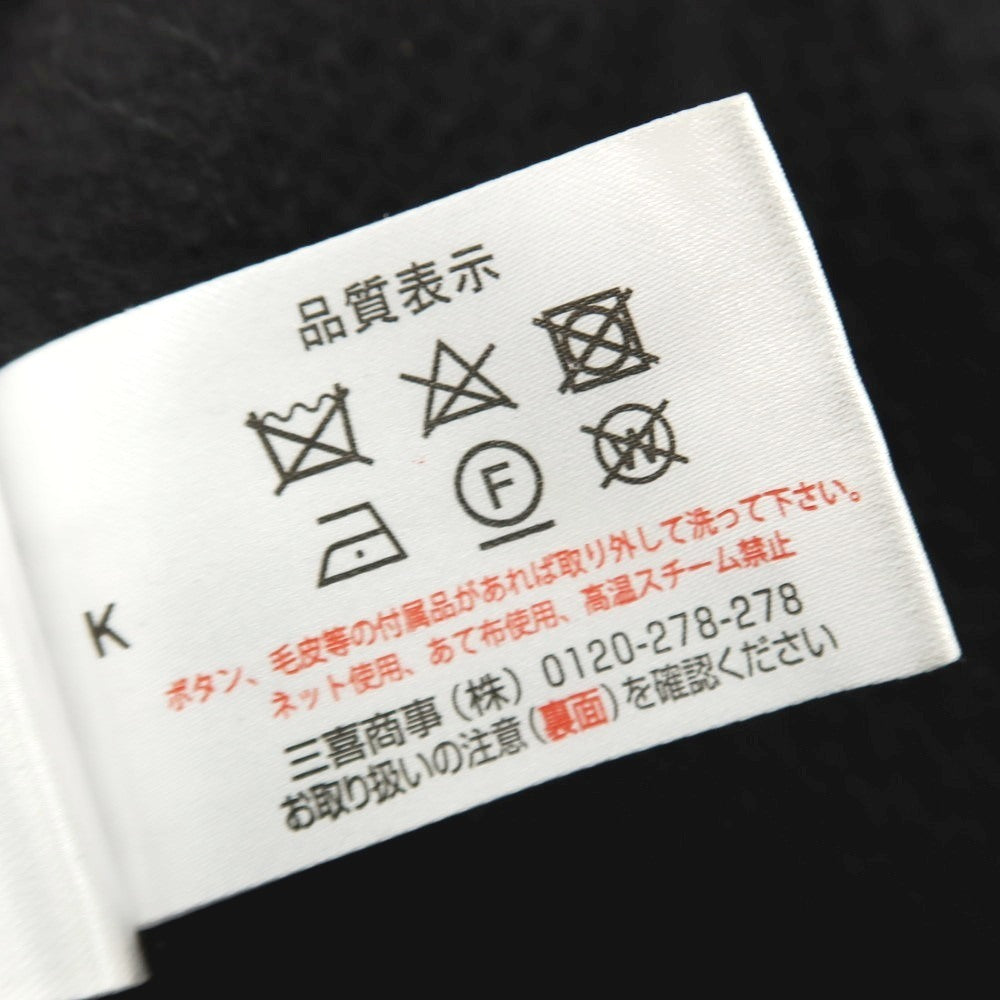 品質表示
F
W
K
ボタン、毛皮等の付属品があれば取り外して洗って下さい。
ネット使用、あて布使用、高温スチーム禁止
三喜商事（株）0120-278-278
お取り扱いの注意(裏面)を確認ください